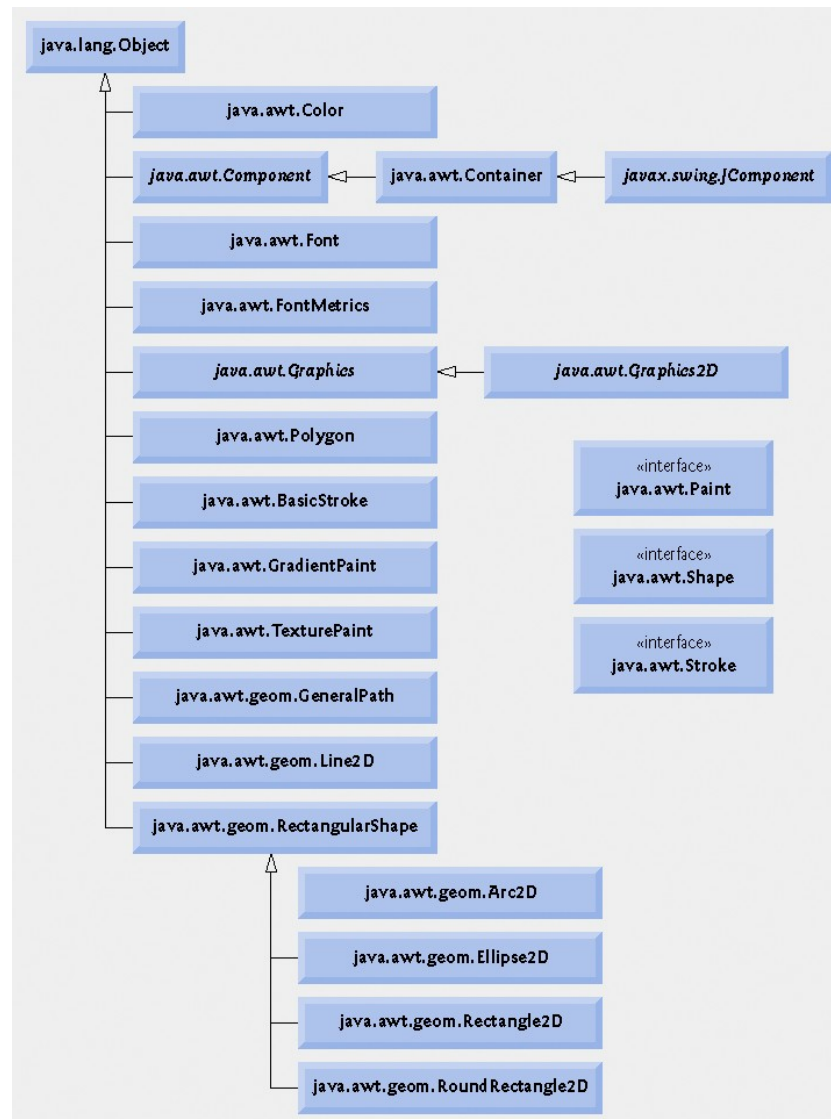 java.lang.Object
java.awt.Color
java.awt.Component
java.awt.Container
javax.swing.JComponent
java.awt.Font
java.awt.FontMetrics
java.awt.Graphics
java.awt.Graphics2D
java.awt.Polygon
«interface»
java.awt.Paint
java.awt.BasicStroke
java.awt.GradientPaint
«interface»
java.awt.Shape
java.awt.TexturePaint
«interface»
java.awt.Stroke
java.awt.geom.GeneralPath
java.awt.geom.Line2D
java.awt.geom.RectangularShape
java.awt.geom.Arc2D
java.awt.geom.Ellipse2D
java.awt.geom.Rectangle2D
java.awt.geom.RoundRectangle2D